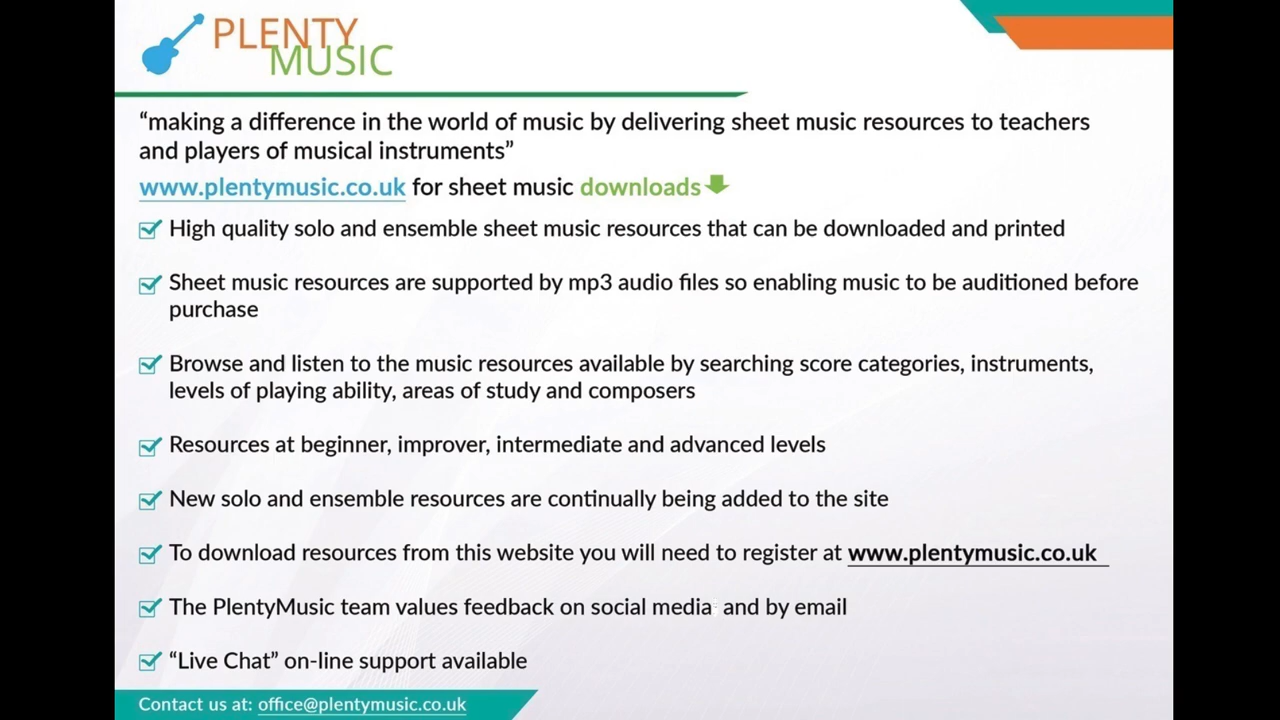 PLENTY
MUSIC
“making a difference in the world of music by delivering sheet music resources to teachers
and players of musical instruments”
www.plentymusic.co.uk for sheet music downloads
High quality solo and ensemble sheet music resources that can be downloaded and printed
Sheet music resources are supported by mp3 audio files so enabling music to be auditioned before
purchase
Browse and listen to the music resources available by searching score categories, instruments,
levels of playing ability, areas of study and composers
Resources at beginner, improver, intermediate and advanced levels
New solo and ensemble resources are continually being added to the site
To download resources from this website you will need to register at www.plentymusic.co.uk
The PlentyMusic team values feedback on social media and by email
“Live Chat” on-line support available
Contact us at: office@plentymusic.co.uk